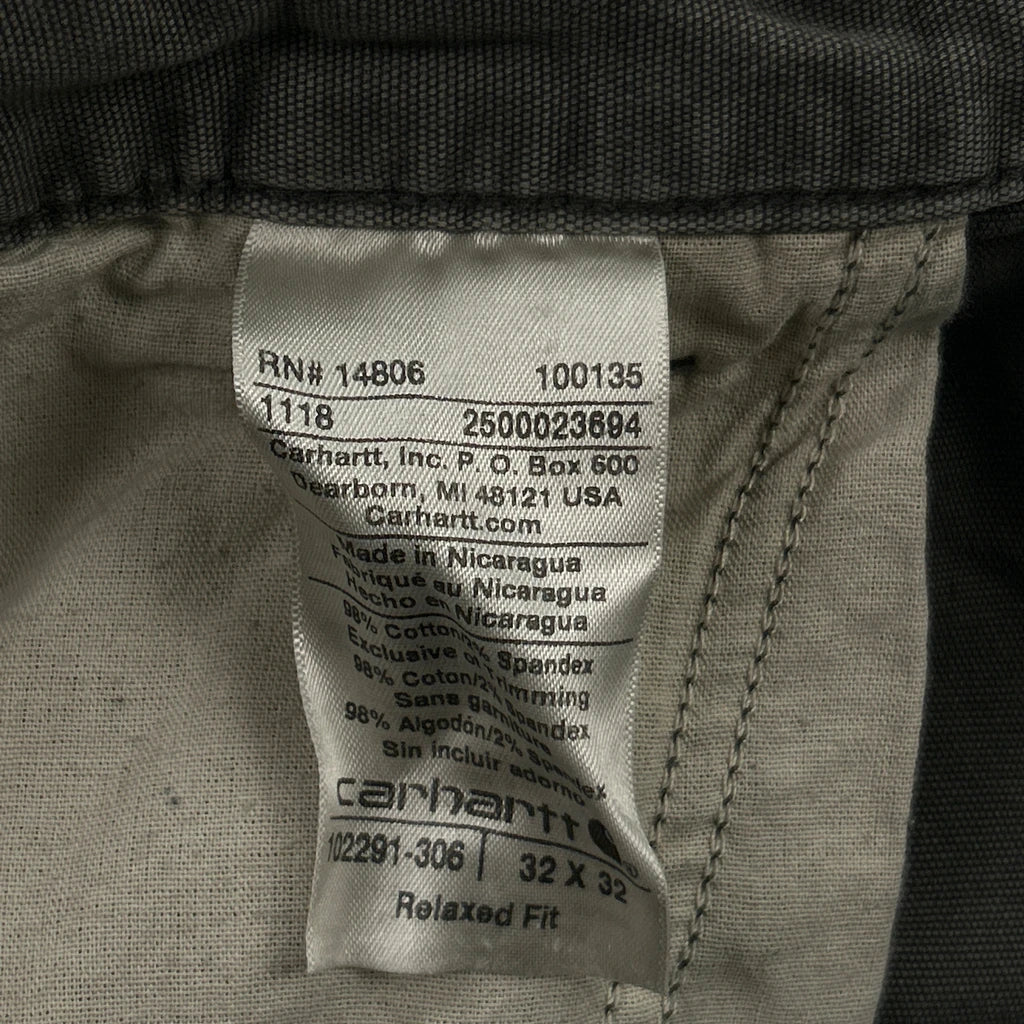 RN# 14806 100135
1118 2500023694
Carhartt, Inc. P. O. Box 600
Dearborn, MI 48121 USA
Carhartt.com
Made in Nicaragua
Fabriqué au Nicaragua
Hecho en Nicaragua
98% Cotton/2% Spandex
Exclusive of Trimming
98% Coton/2% Spandex
Sans garniture
98% Algodón/2% Spandex
Sin incluir adorno
carhartt ®
102291-306 | 32 X 32
Relaxed Fit